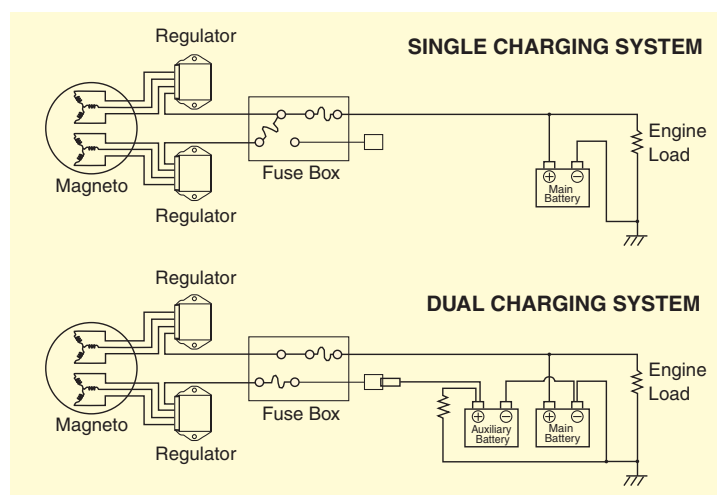 Regulator
SINGLE CHARGING SYSTEM
Engine
Load
Magneto
Fuse Box
Main
Battery
Regulator
Regulator
DUAL CHARGING SYSTEM
Engine
Load
Magneto
Fuse Box
Auxiliary
Battery
Main
Battery
Regulator